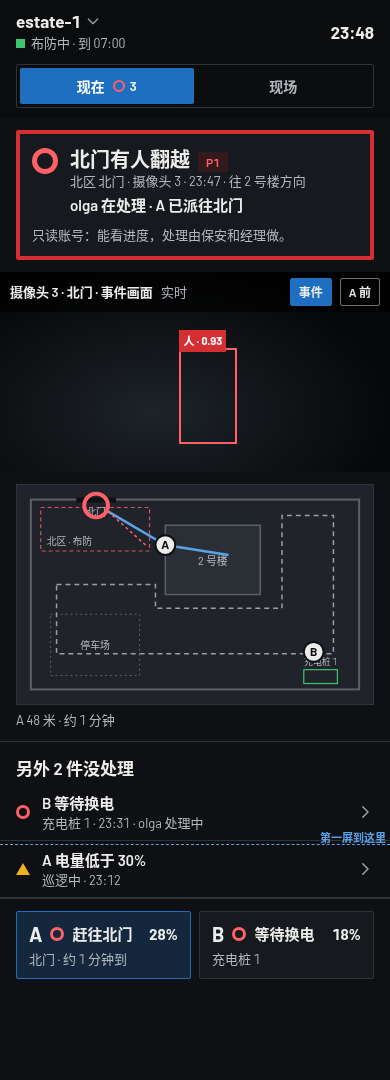 estate-1
布防中 · 到 07:00
23:48
现在 3
现场
北门有人翻越 P1
北区 北门 · 摄像头 3 · 23:47 · 往 2 号楼方向
olga 在处理 · A 已派往北门
只读账号：能看进度，处理由保安和经理做。
摄像头 3 · 北门 · 事件画面 实时
事件
A 前
人 · 0.93
北门
北区 · 布防
A
2 号楼
停车场
B
充电桩 1
A 48 米 · 约 1 分钟
另外 2 件没处理
B 等待换电
充电桩 1 · 23:31 · olga 处理中
第一屏到这里
A 电量低于 30%
巡逻中 · 23:12
A 赶往北门 28%
北门 · 约 1 分钟到
B 等待换电 18%
充电桩 1